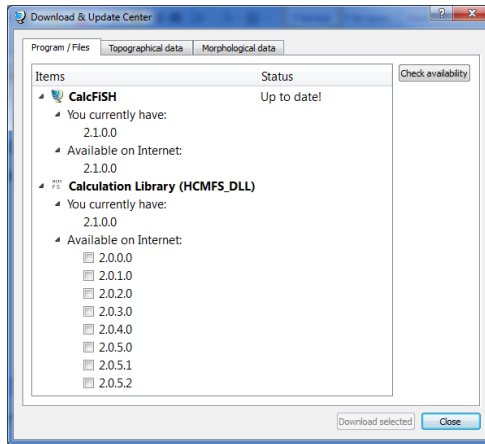 Download & Update Center
Program / Files Topographical data Morphological data
Items Status Check availability
CalcFiSH Up to date!
You currently have:
2.1.0.0
Available on Internet:
2.1.0.0
HCM
FS
Calculation Library (HCMFS_DLL)
You currently have:
2.1.0.0
Available on Internet:
2.0.0.0
2.0.1.0
2.0.2.0
2.0.3.0
2.0.4.0
2.0.5.0
2.0.5.1
2.0.5.2
Download selected Close